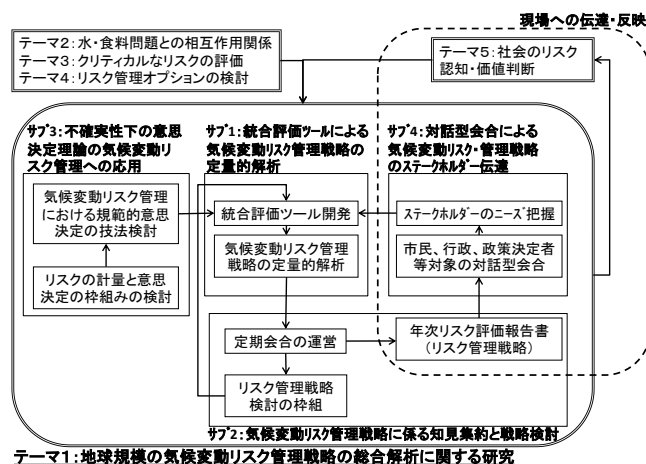 現場への伝達・反映
テーマ2：水・食料問題との相互作用関係
テーマ3：クリティカルなリスクの評価
テーマ4：リスク管理オプションの検討
テーマ5：社会のリスク
認知・価値判断
サブ3：不確実性下の意思
決定理論の気候変動リ
スク管理への応用
気候変動リスク管理
における規範的意思
決定の技法検討
リスクの計量と意思
決定の枠組みの検討
サブ1：統合評価ツールによる
気候変動リスク管理戦略の
定量的解析
統合評価ツール開発
気候変動リスク管理
戦略の定量的解析
サブ4：対話型会合による
気候変動リスク・管理戦略
のステークホルダー伝達
ステークホルダーのニーズ把握
市民、行政、政策決定者
等対象の対話型会合
定期会合の運営
リスク管理戦略
検討の枠組
年次リスク評価報告書
（リスク管理戦略）
サブ2：気候変動リスク管理戦略に係る知見集約と戦略検討
テーマ1：地球規模の気候変動リスク管理戦略の総合解析に関する研究